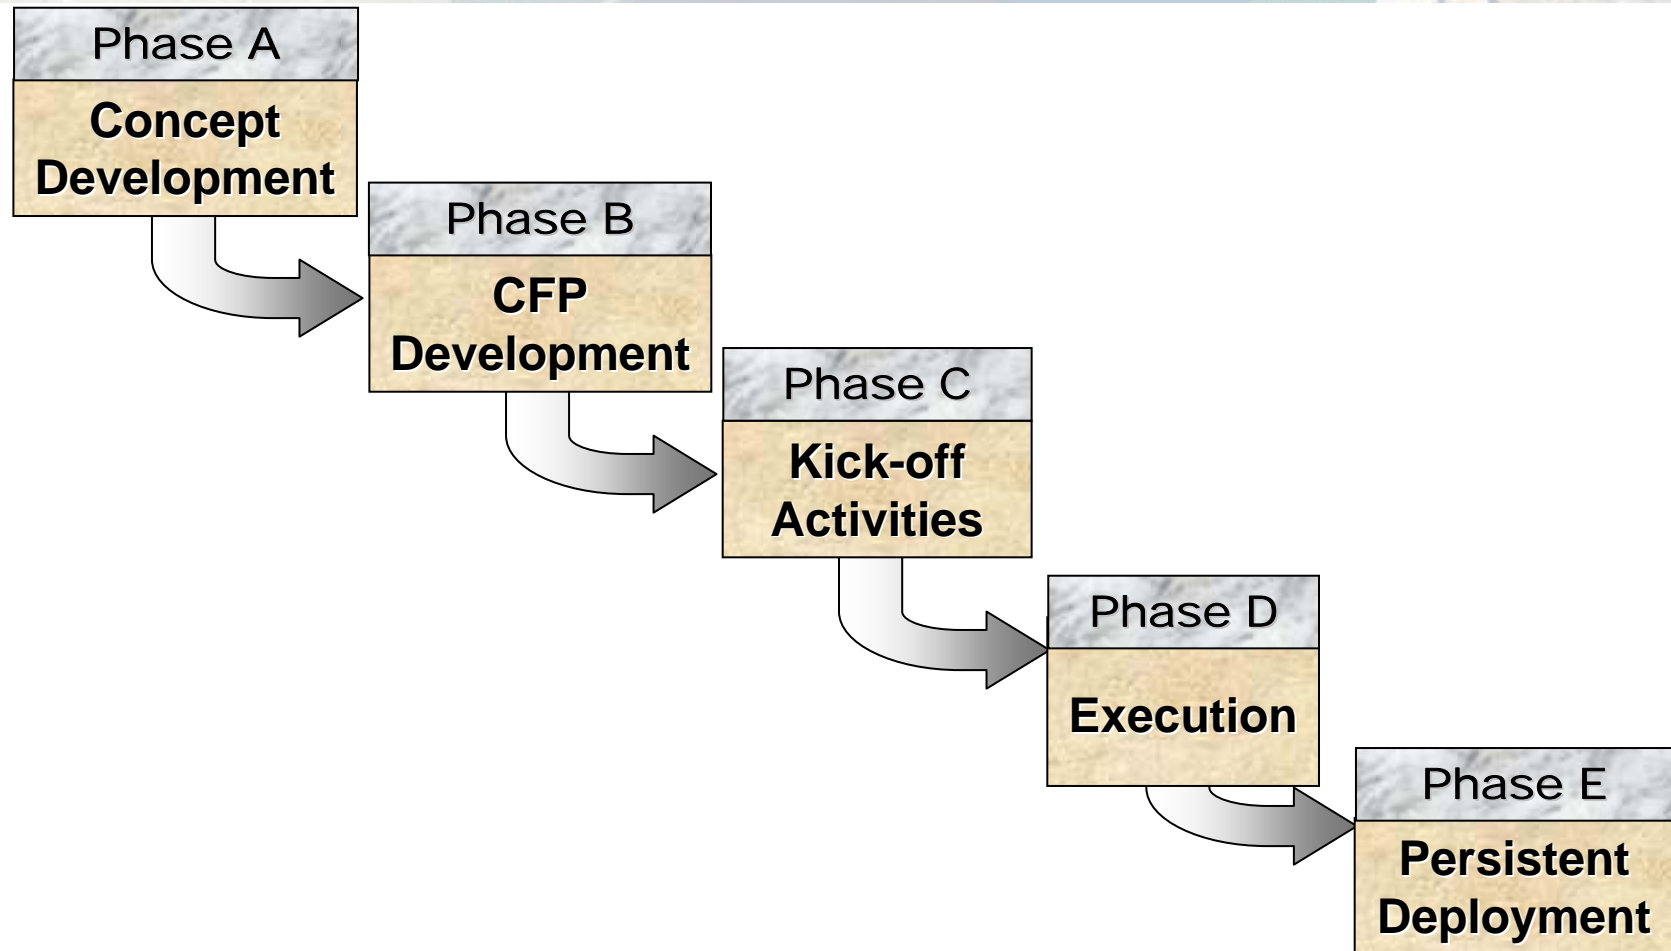 Phase A
Concept
Development
Phase B
CFP
Development
Phase C
Kick-off
Activities
Phase D
Execution
Phase E
Persistent
Deployment